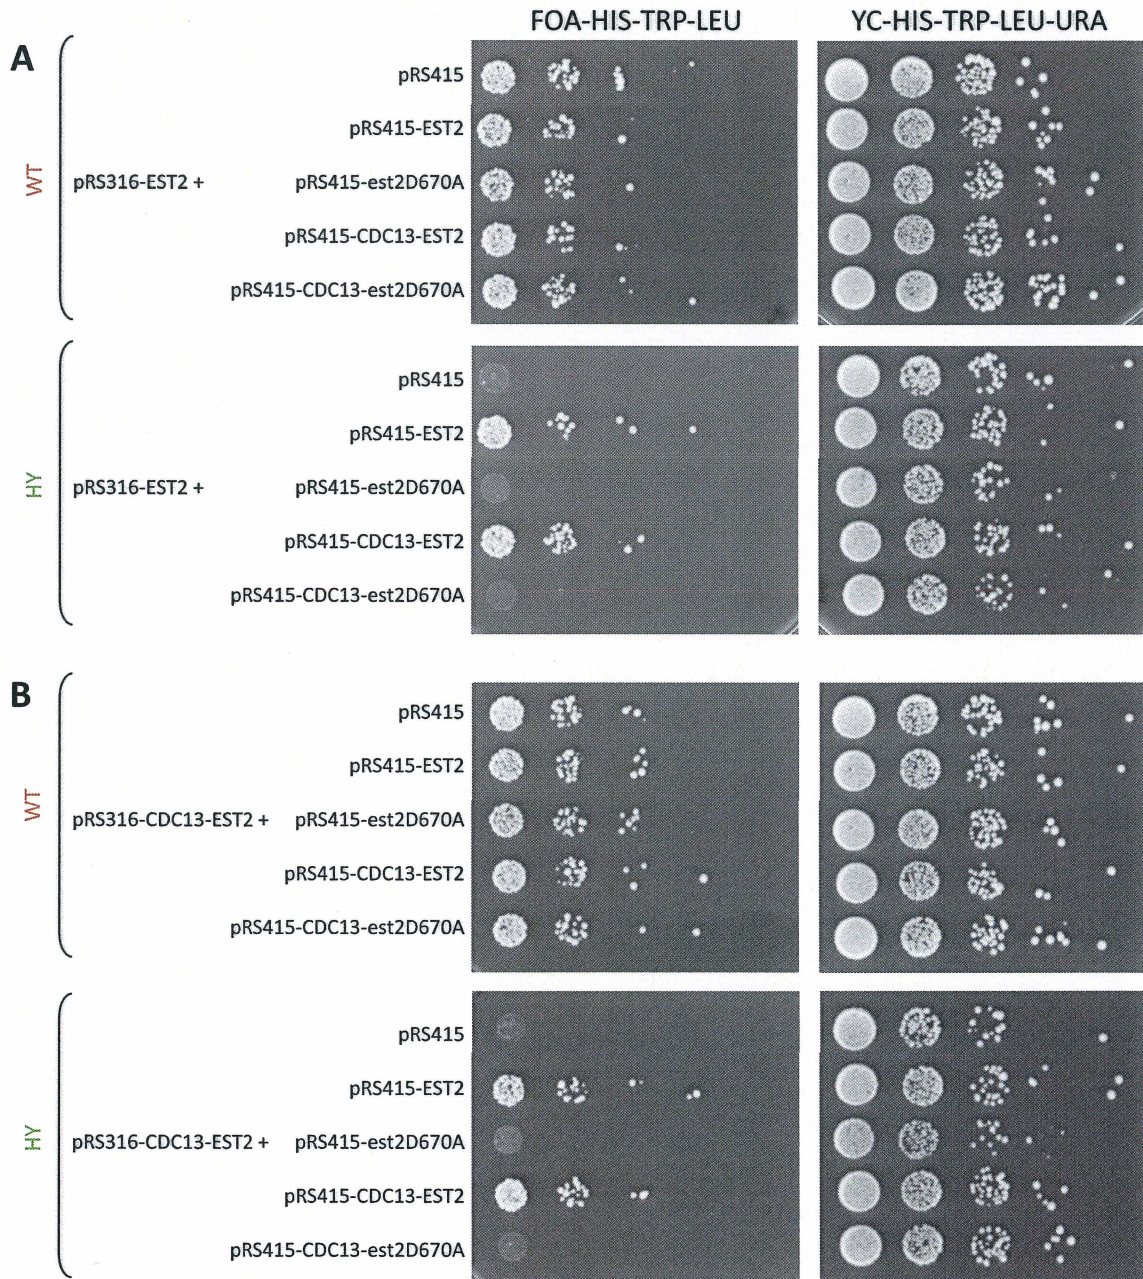 FOA-HIS-TRP-LEU YC-HIS-TRP-LEU-URA
A
WT
pRS415
pRS415-EST2
pRS316-EST2 + pRS415-est2D670A
pRS415-CDC13-EST2
pRS415-CDC13-est2D670A
HY
pRS415
pRS415-EST2
pRS316-EST2 + pRS415-est2D670A
pRS415-CDC13-EST2
pRS415-CDC13-est2D670A
B
WT
pRS415
pRS415-EST2
pRS316-CDC13-EST2 + pRS415-est2D670A
pRS415-CDC13-EST2
pRS415-CDC13-est2D670A
HY
pRS415
pRS415-EST2
pRS316-CDC13-EST2 + pRS415-est2D670A
pRS415-CDC13-EST2
pRS415-CDC13-est2D670A